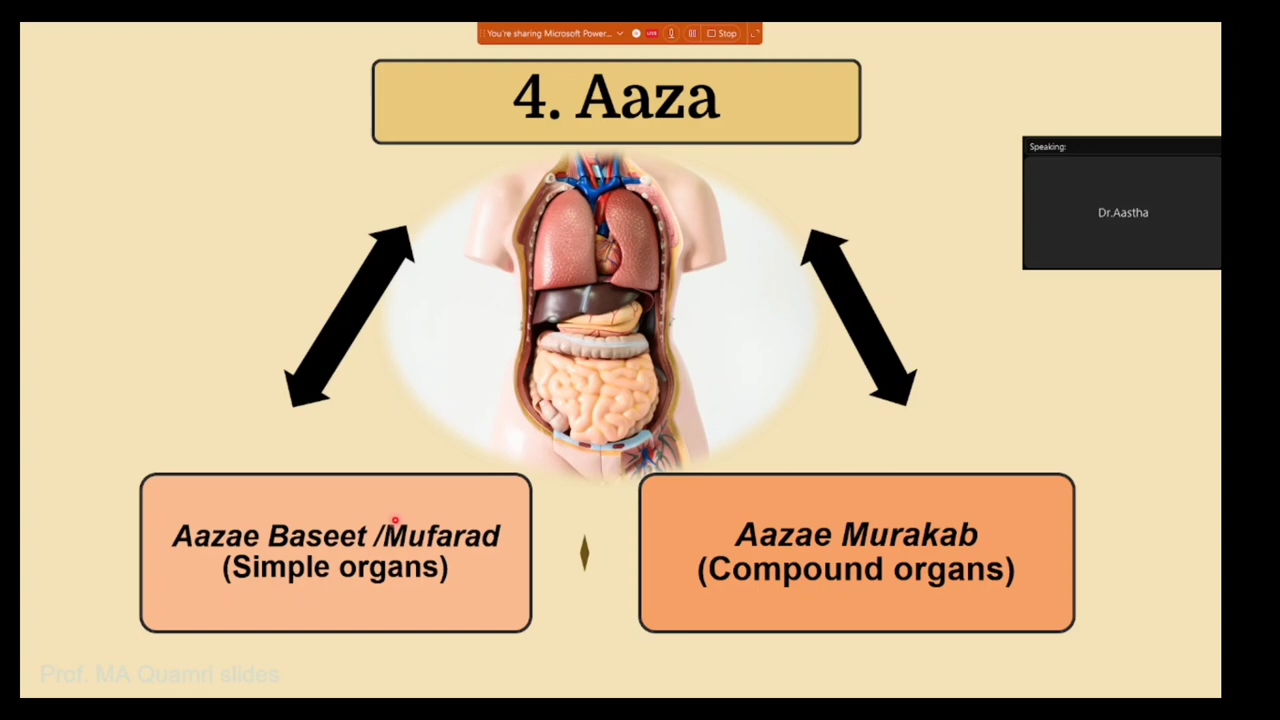 You're sharing Microsoft Power...
LIVE
Stop
4. Aaza
Speaking:
Dr.Aastha
Aazae Baseet /Mufarad
(Simple organs)
Aazae Murakab
(Compound organs)
Prof. MA Quamri slides